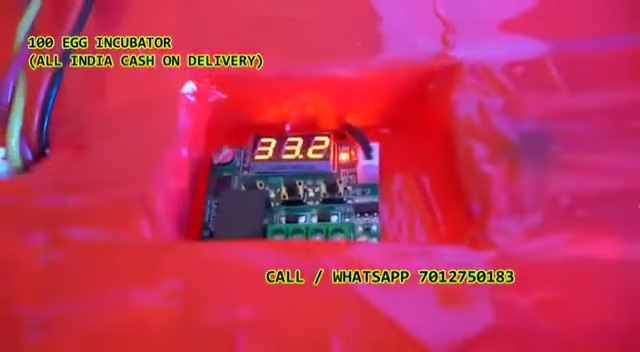 100 EGG INCUBATOR
(ALL INDIA CASH ON DELIVERY)
33.2
CALL / WHATSAPP 7012750183